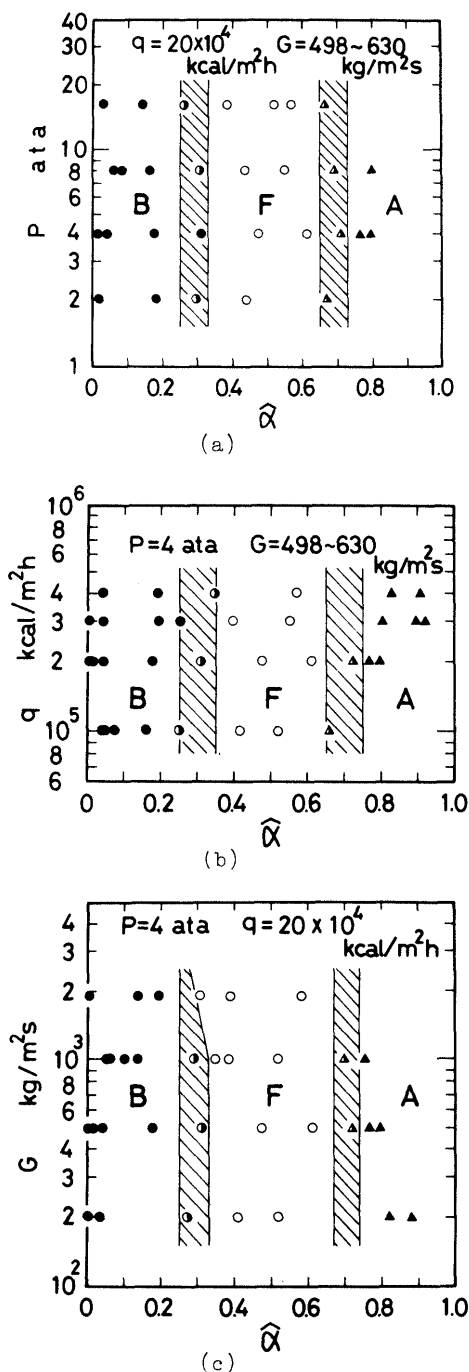 40
q = 20×10⁴ G=498~630
kcal/m²h kg/m²s
20
P ata
10
8
6
4
2
1
B F A
0 0.2 0.4 0.6 0.8 1.0
α̂
(a)
10⁶
8
6
P=4 ata G=498~630
kg/m²s
q kcal/m²h
4
3
2
10⁵
8
6
B F A
0 0.2 0.4 0.6 0.8 1.0
α̂
(b)
4
P=4 ata q=20×10⁴
kcal/m²h
3
2
G kg/m²s
10³
8
6
5
4
3
2
10²
B F A
0 0.2 0.4 0.6 0.8 1.0
α̂
(c)